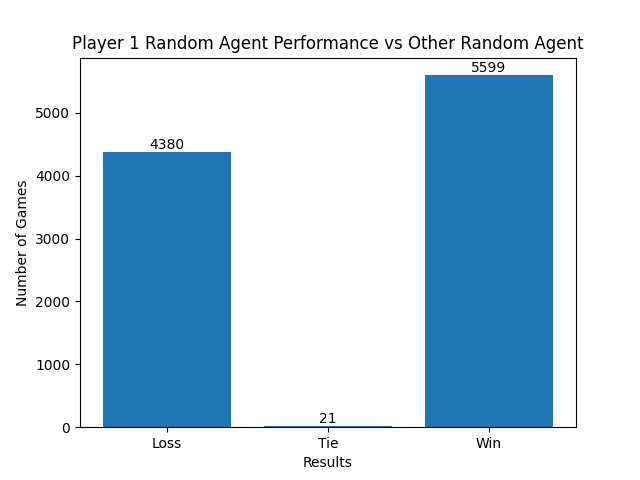 Player 1 Random Agent Performance vs Other Random Agent
5599
4380
21
5000
4000
3000
2000
1000
0
Number of Games
Loss Tie Win
Results